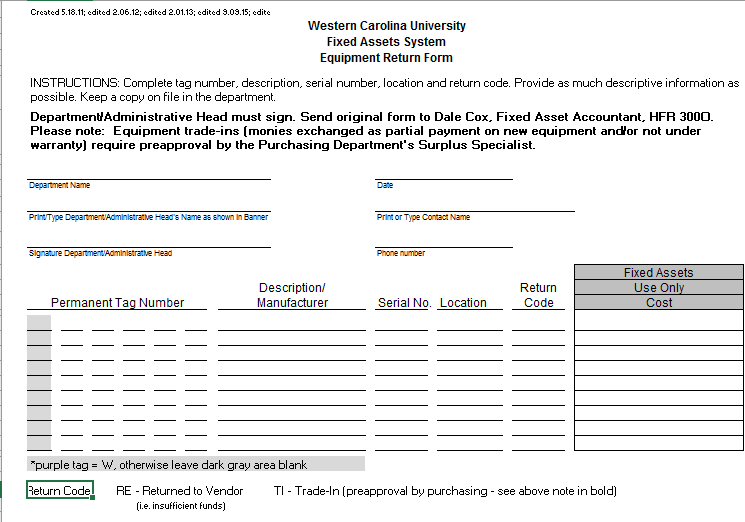 Created 5.18.11; edited 2.06.12; edited 2.01.13; edited 3.03.15; edite
Western Carolina University
Fixed Assets System
Equipment Return Form
INSTRUCTIONS: Complete tag number, description, serial number, location and return code. Provide as much descriptive information as
possible. Keep a copy on file in the department.
Department/Administrative Head must sign. Send original form to Dale Cox, Fixed Asset Accountant, HFR 300O.
Please note: Equipment trade-ins (monies exchanged as partial payment on new equipment and/or not under
warranty) require preapproval by the Purchasing Department's Surplus Specialist.
Department Name
Date
Print/Type Department/Administrative Head's Name as shown in Banner
Print or Type Contact Name
Signature Department/Administrative Head
Phone number
Fixed Assets
Use Only
Cost
Permanent Tag Number
Description/
Manufacturer
Serial No.
Location
Return
Code
*purple tag = W, otherwise leave dark gray area blank
Return Code
RE - Returned to Vendor
TI - Trade-In (preapproval by purchasing - see above note in bold)
(i.e. insufficient funds)